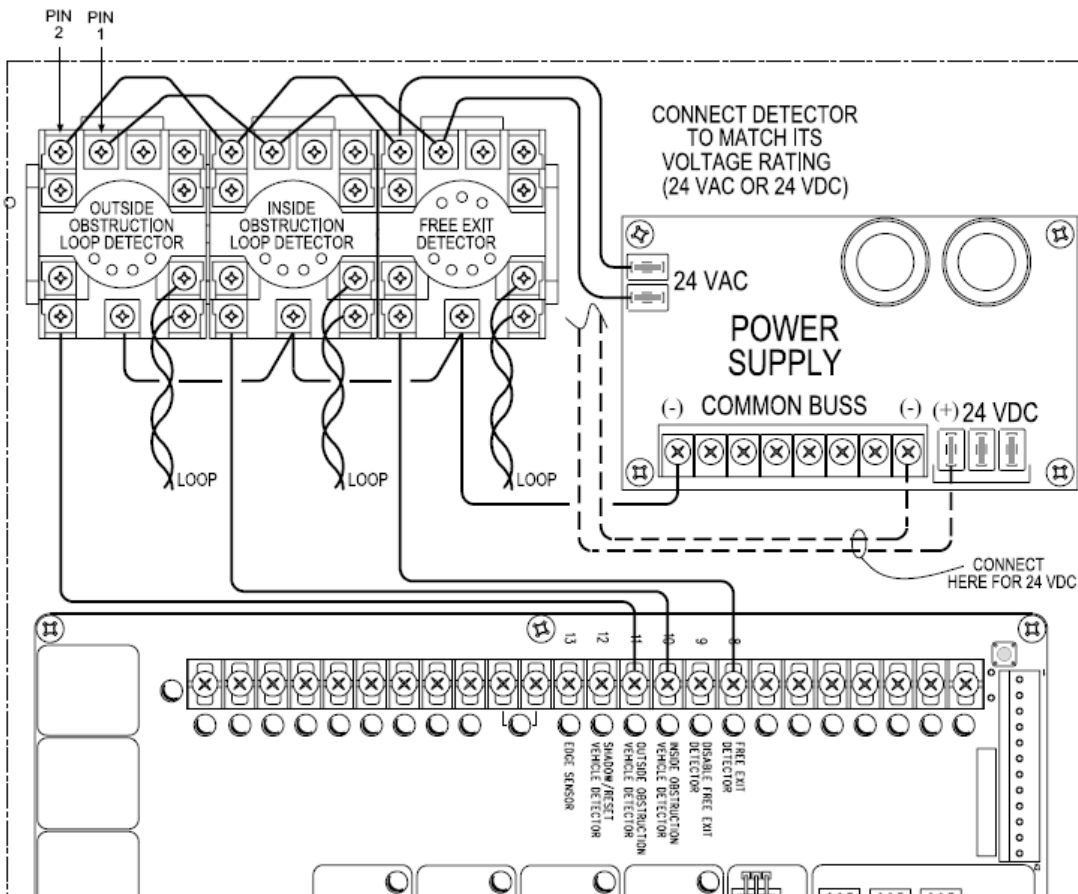 PIN PIN
2 1
CONNECT DETECTOR
TO MATCH ITS
VOLTAGE RATING
(24 VAC OR 24 VDC)
OUTSIDE
OBSTRUCTION
LOOP DETECTOR
INSIDE
OBSTRUCTION
LOOP DETECTOR
FREE EXIT
DETECTOR
24 VAC
POWER
SUPPLY
(-) COMMON BUSS (-) (+) 24 VDC
LOOP
LOOP
LOOP
CONNECT
HERE FOR 24 VDC
13 12 11 10 9 8
EDGE SENSOR
SHADOW/RESET
VEHICLE DETECTOR
OUTSIDE OBSTRUCTION
VEHICLE DETECTOR
INSIDE OBSTRUCTION
VEHICLE DETECTOR
DISABLE FREE EXIT
DETECTOR
FREE EXIT
DETECTOR